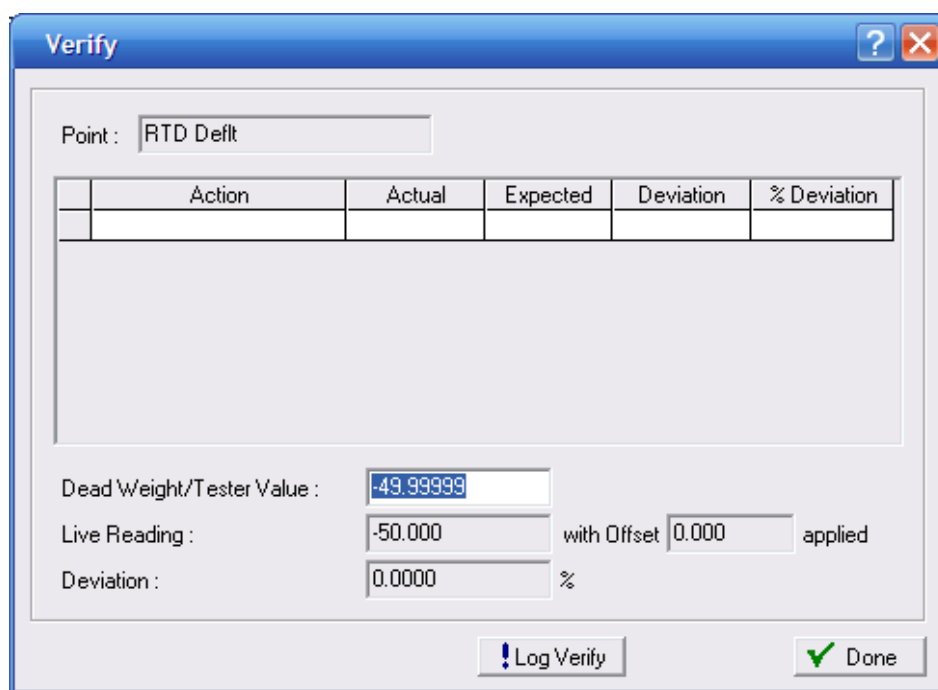 Verify
Point : RTD Deflt
Action Actual Expected Deviation % Deviation
Dead Weight/Tester Value : -49.99999
Live Reading : -50.000 with Offset 0.000 applied
Deviation : 0.0000 %
! Log Verify Done